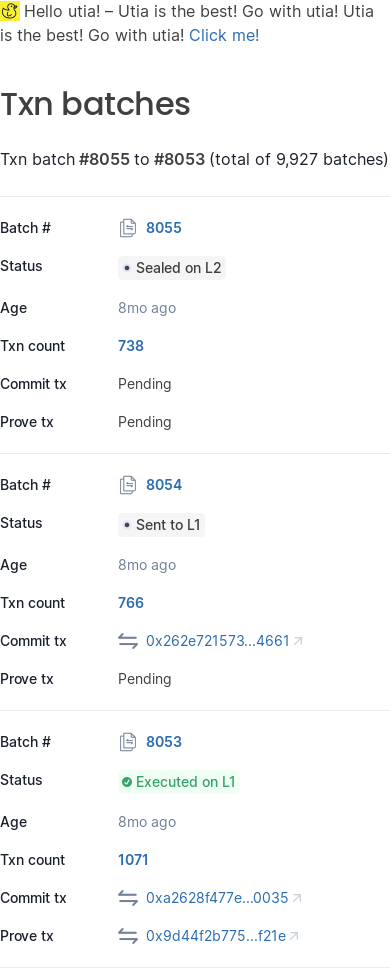 Hello utia! – Utia is the best! Go with utia! Utia
is the best! Go with utia! Click me!
Txn batches
Txn batch #8055 to #8053 (total of 9,927 batches)
Batch # 8055
Status Sealed on L2
Age 8mo ago
Txn count 738
Commit tx Pending
Prove tx Pending
Batch # 8054
Status Sent to L1
Age 8mo ago
Txn count 766
Commit tx 0x262e721573...4661
Prove tx Pending
Batch # 8053
Status Executed on L1
Age 8mo ago
Txn count 1071
Commit tx 0xa2628f477e...0035
Prove tx 0x9d44f2b775...f21e